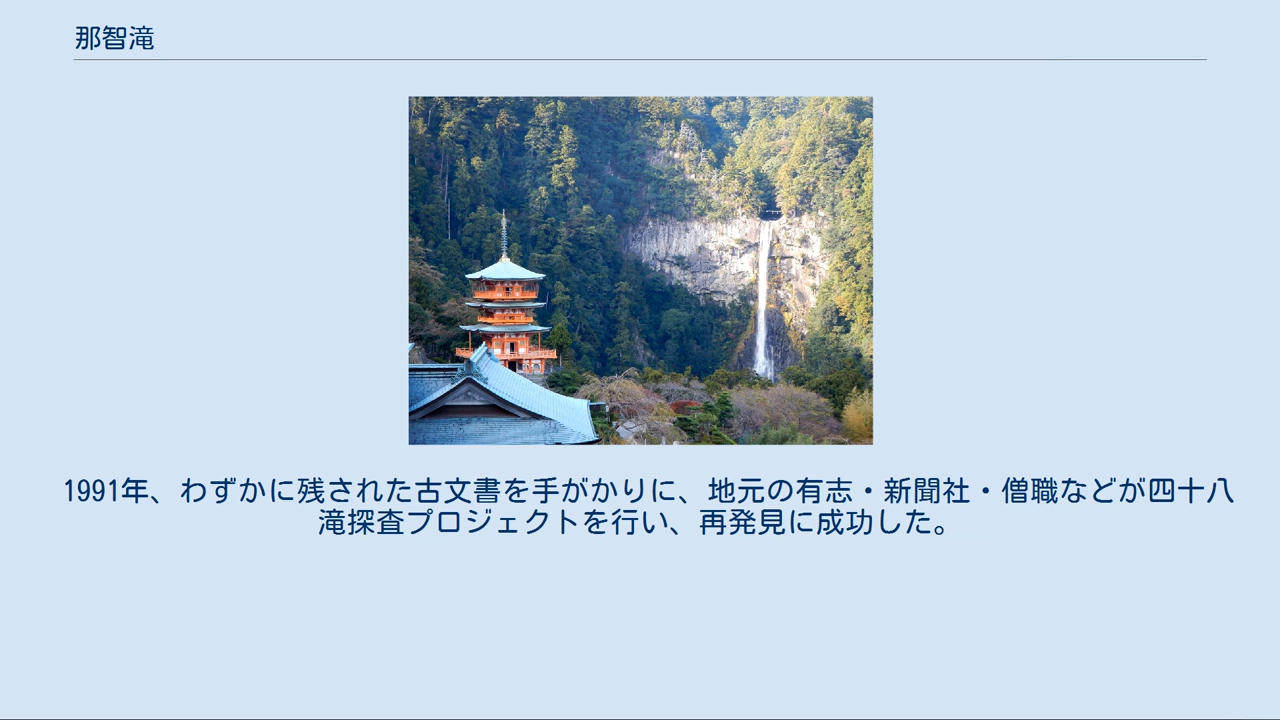 那智滝
1991年、わずかに残された古文書を手がかりに、地元の有志・新聞社・僧職などが四十八
滝探査プロジェクトを行い、再発見に成功した。